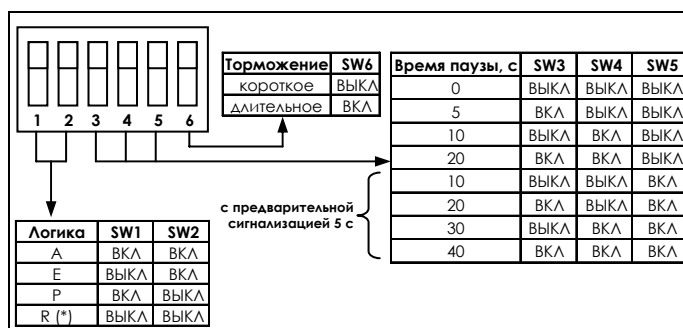 1 2 3 4 5 6
Торможение SW6
короткое ВЫКЛ
длительное ВКЛ
Время паузы, с SW3 SW4 SW5
0 ВЫКЛ ВЫКЛ ВЫКЛ
5 ВКЛ ВЫКЛ ВЫКЛ
10 ВЫКЛ ВКЛ ВЫКЛ
20 ВКЛ ВКЛ ВЫКЛ
10 ВЫКЛ ВЫКЛ ВКЛ
20 ВКЛ ВЫКЛ ВКЛ
30 ВЫКЛ ВКЛ ВКЛ
40 ВКЛ ВКЛ ВКЛ
с предварительной
сигнализацией 5 с
Логика SW1 SW2
A ВКЛ ВКЛ
E ВЫКЛ ВКЛ
P ВКЛ ВЫКЛ
R (*) ВЫКЛ ВЫКЛ